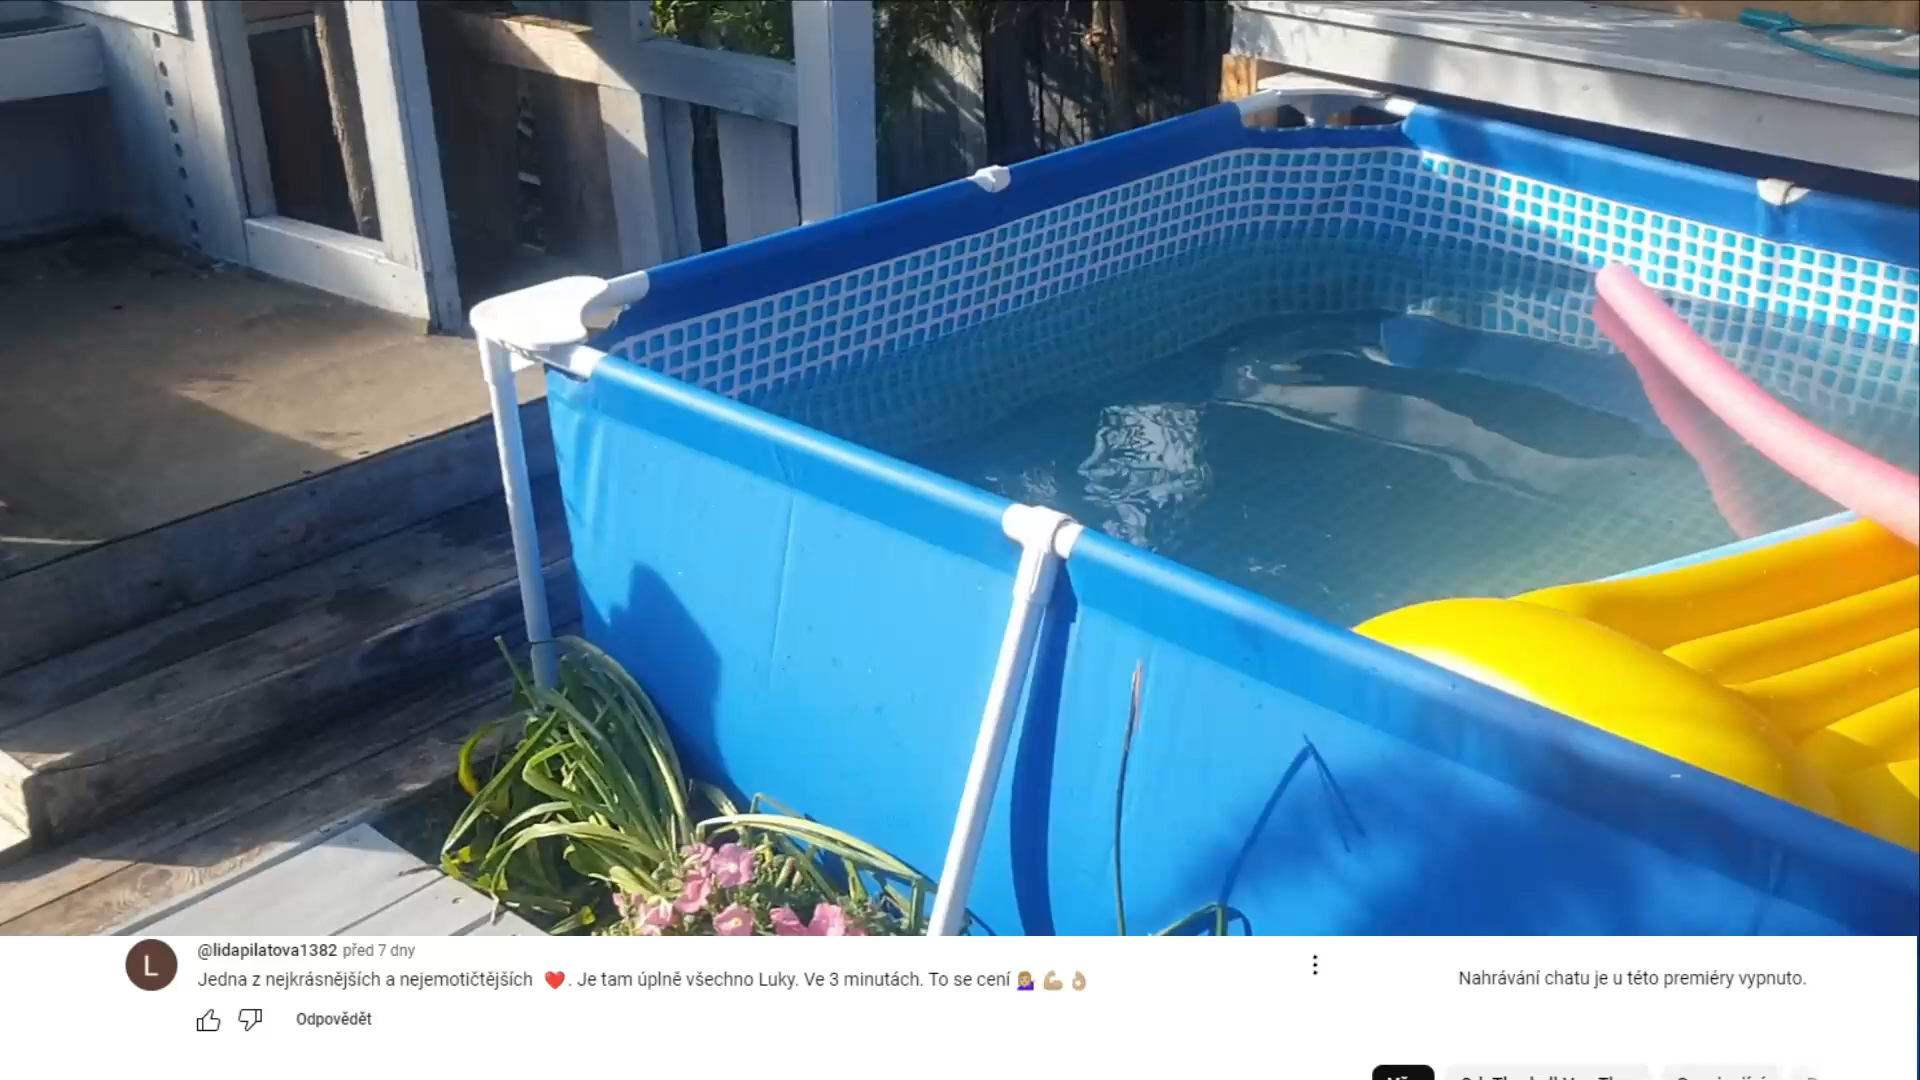 L
@lidapilatova1382 před 7 dny
Jedna z nejkrásnějších a nejemotičtějších ❤️. Je tam úplně všechno Luky. Ve 3 minutách. To se cení 💁🏼‍♀️ 💪🏼 👌🏼
Nahrávání chatu je u této premiéry vypnuto.
Odpovědět